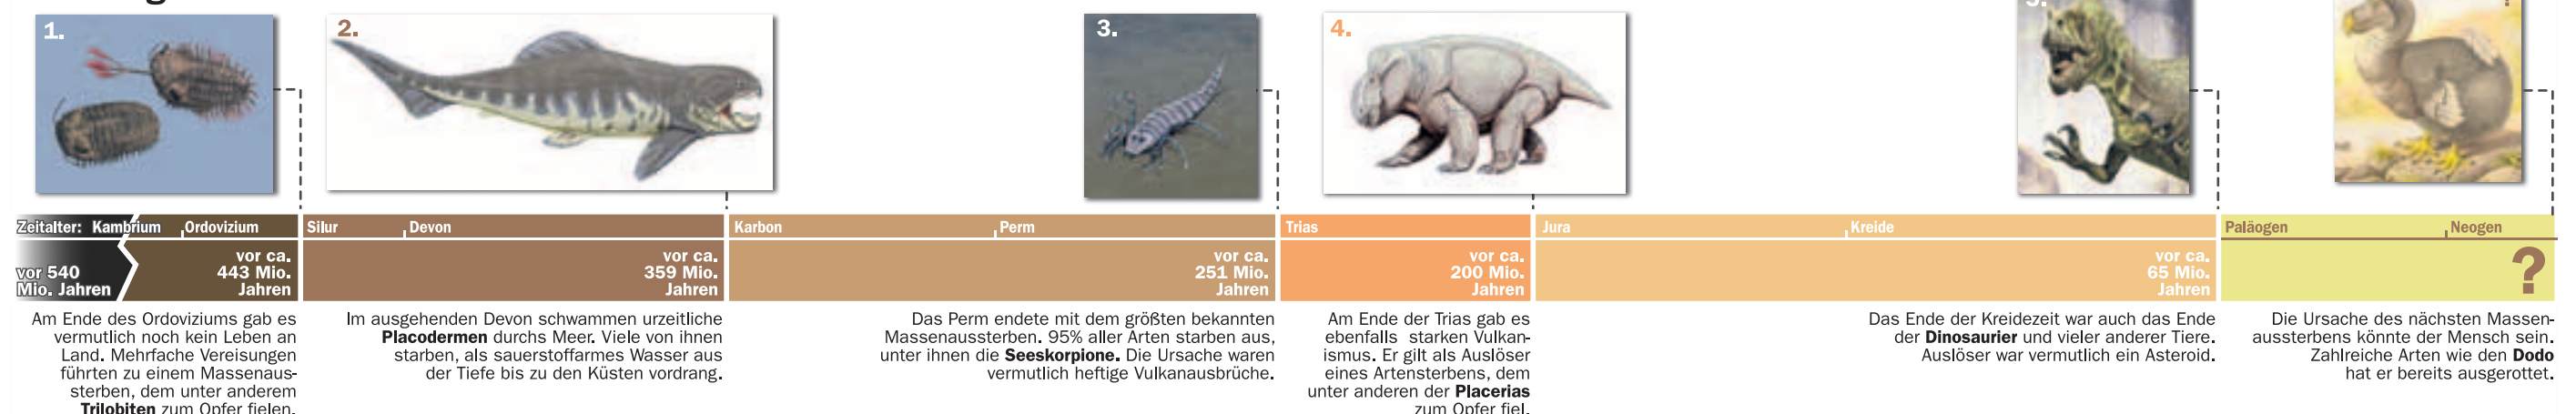 1.
2.
3.
4.
5.
Zeitalter: Kambrium
Ordovizium
Silur
Devon
Karbon
Perm
Trias
Jura
Kreide
Paläogen
Neogen
vor 540
Mio. Jahren
vor ca.
443 Mio.
Jahren
vor ca.
359 Mio.
Jahren
vor ca.
251 Mio.
Jahren
vor ca.
200 Mio.
Jahren
vor ca.
65 Mio.
Jahren
?
Am Ende des Ordoviziums gab es
vermutlich noch kein Leben an
Land. Mehrfache Vereisungen
führten zu einem Massenaus-
sterben, dem unter anderem
Trilobiten zum Opfer fielen.
Im ausgehenden Devon schwammen urzeitliche
Placodermen durchs Meer. Viele von ihnen
starben, als sauerstoffarmes Wasser aus
der Tiefe bis zu den Küsten vordrang.
Das Perm endete mit dem größten bekannten
Massenaussterben. 95% aller Arten starben aus,
unter ihnen die Seeskorpione. Die Ursache waren
vermutlich heftige Vulkanausbrüche.
Am Ende der Trias gab es
ebenfalls starken Vulkan-
ismus. Er gilt als Auslöser
eines Artensterbens, dem
unter anderen der Placerias
zum Opfer fiel.
Das Ende der Kreidezeit war auch das Ende
der Dinosaurier und vieler anderer Tiere.
Auslöser war vermutlich ein Asteroid.
Die Ursache des nächsten Massen-
aussterbens könnte der Mensch sein.
Zahlreiche Arten wie den Dodo
hat er bereits ausgerottet.